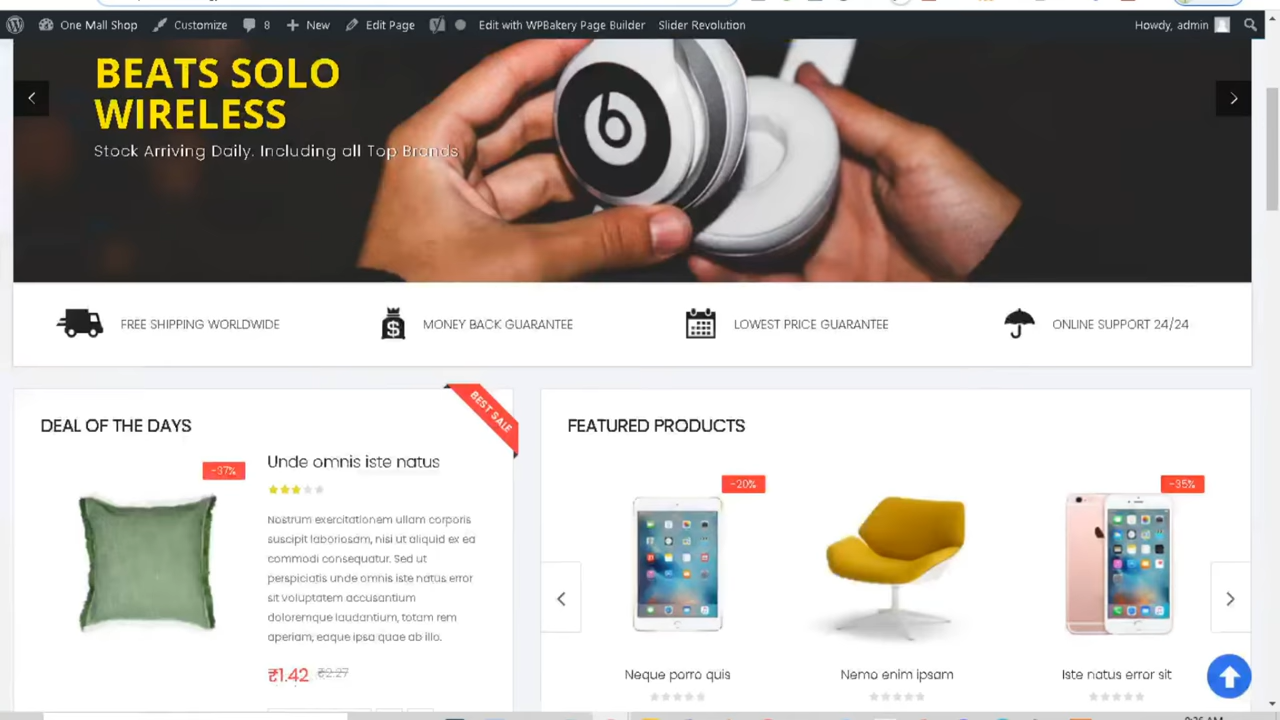 One Mall Shop Customize 8 New Edit Page Edit with WPBakery Page Builder Slider Revolution Howdy, admin
BEATS SOLO
WIRELESS
Stock Arriving Daily. Including all Top Brands
FREE SHIPPING WORLDWIDE
MONEY BACK GUARANTEE
LOWEST PRICE GUARANTEE
ONLINE SUPPORT 24/24
DEAL OF THE DAYS
BEST SALE
-37%
Unde omnis iste natus
Nostrum exercitationem ullam corporis
suscipit laboriosam, nisi ut aliquid ex ea
commodi consequatur. Sed ut
perspiciatis unde omnis iste natus error
sit voluptatem accusantium
doloremque laudantium, totam rem
aperiam, eaque ipsa quae ab illo.
₹1.42 ₹2.27
FEATURED PRODUCTS
-20%
-35%
Neque porro quis
Nemo enim ipsam
Iste natus error sit